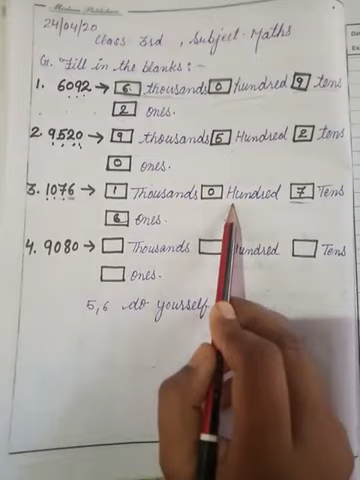 24/04/20
Class 3rd , Subject - Maths
Q1. Fill in the blanks :-
1. 6092 → 6 thousands 0 hundred 9 tens
2 ones.
2. 9520 → 9 thousands 5 Hundred 2 tens
0 ones.
3. 1076 → 1 Thousands 0 Hundred 7 Tens
6 ones.
4. 9080 → Thousands Hundred Tens
ones.
5,6 do yourself